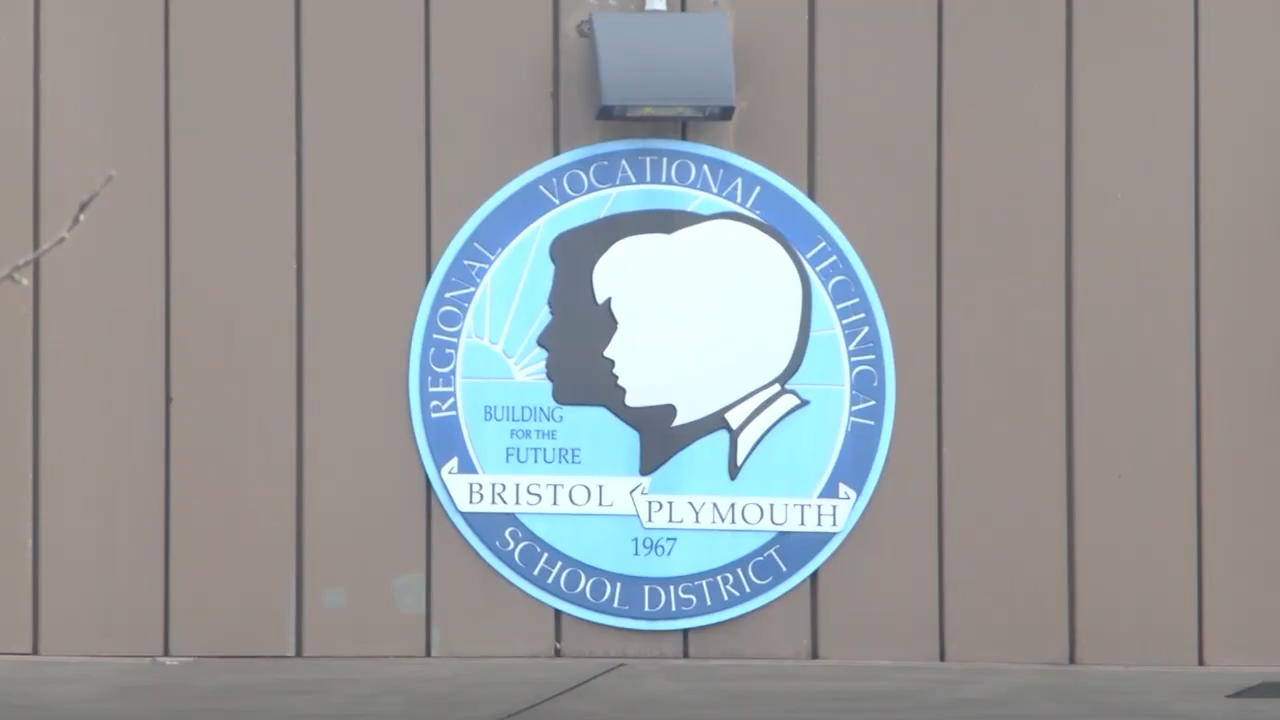 REGIONAL VOCATIONAL TECHNICAL
BUILDING
FOR THE
FUTURE
BRISTOL PLYMOUTH
1967
SCHOOL DISTRICT